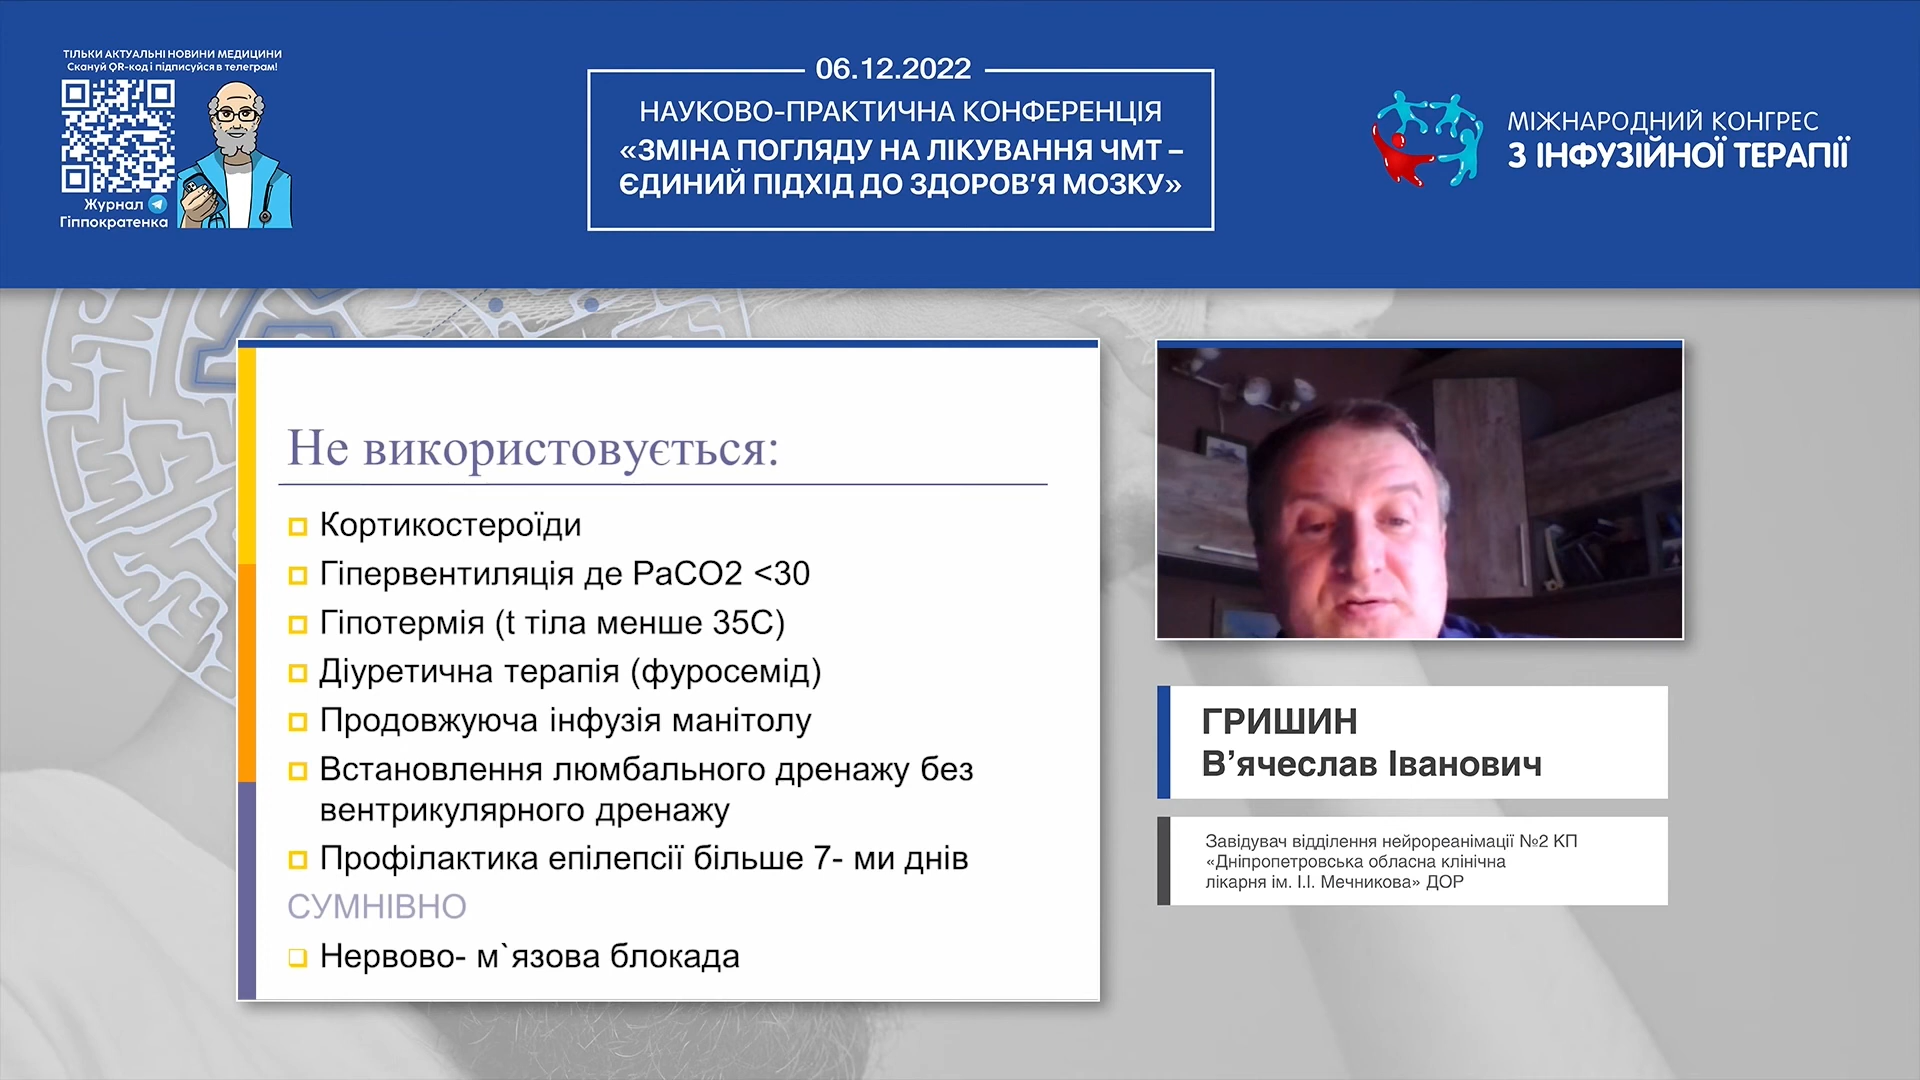 ТІЛЬКИ АКТУАЛЬНІ НОВИНИ МЕДИЦИНИ
Скануй QR-код і підписуйся в телеграм!
Журнал
Гіппократенка
06.12.2022
НАУКОВО-ПРАКТИЧНА КОНФЕРЕНЦІЯ
«ЗМІНА ПОГЛЯДУ НА ЛІКУВАННЯ ЧМТ –
ЄДИНИЙ ПІДХІД ДО ЗДОРОВ’Я МОЗКУ»
МІЖНАРОДНИЙ КОНГРЕС
З ІНФУЗІЙНОЇ ТЕРАПІЇ
Не використовується:
Кортикостероїди
Гіпервентиляція де PaCO2 <30
Гіпотермія (t тіла менше 35С)
Діуретична терапія (фуросемід)
Продовжуюча інфузія манітолу
Встановлення люмбального дренажу без
вентрикулярного дренажу
Профілактика епілепсії більше 7- ми днів
СУМНІВНО
Нервово- м`язова блокада
ГРИШИН
В’ячеслав Іванович
Завідувач відділення нейрореанімації №2 КП
«Дніпропетровська обласна клінічна
лікарня ім. І.І. Мечникова» ДОР